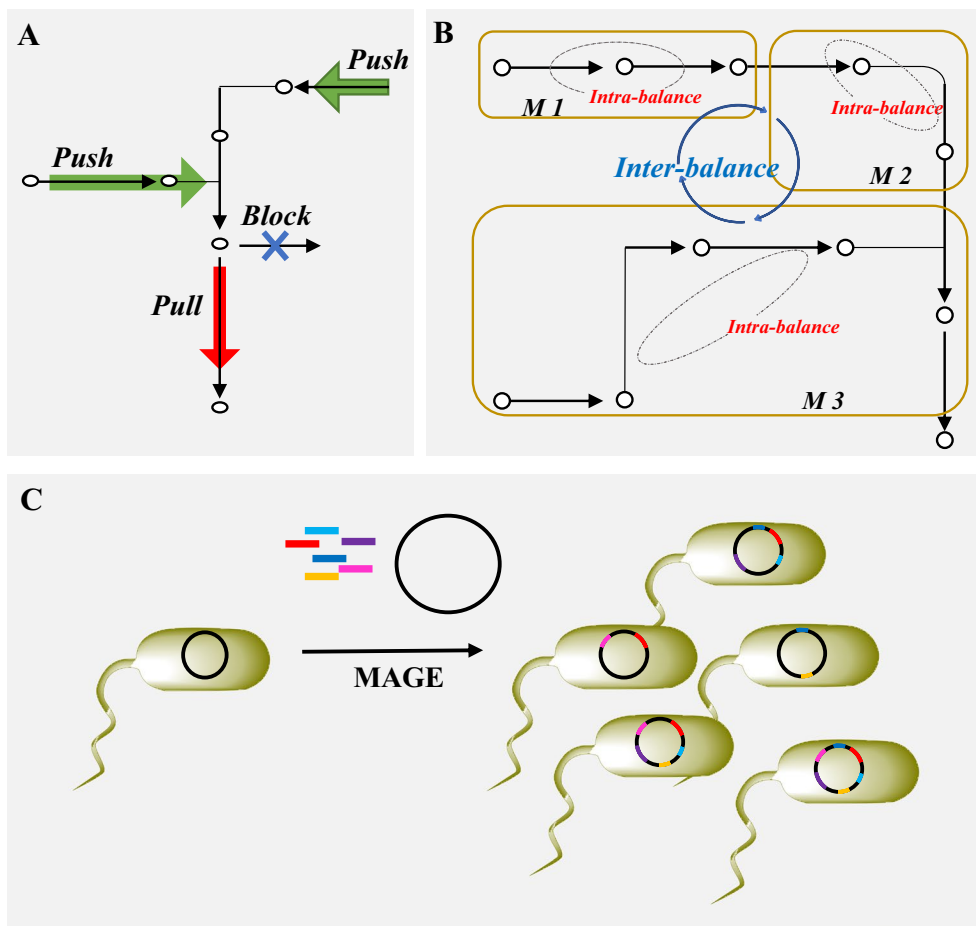 A
Push
Push
Block
Pull
B
Intra-balance
M 1
Intra-balance
Inter-balance
M 2
Intra-balance
M 3
C
MAGE